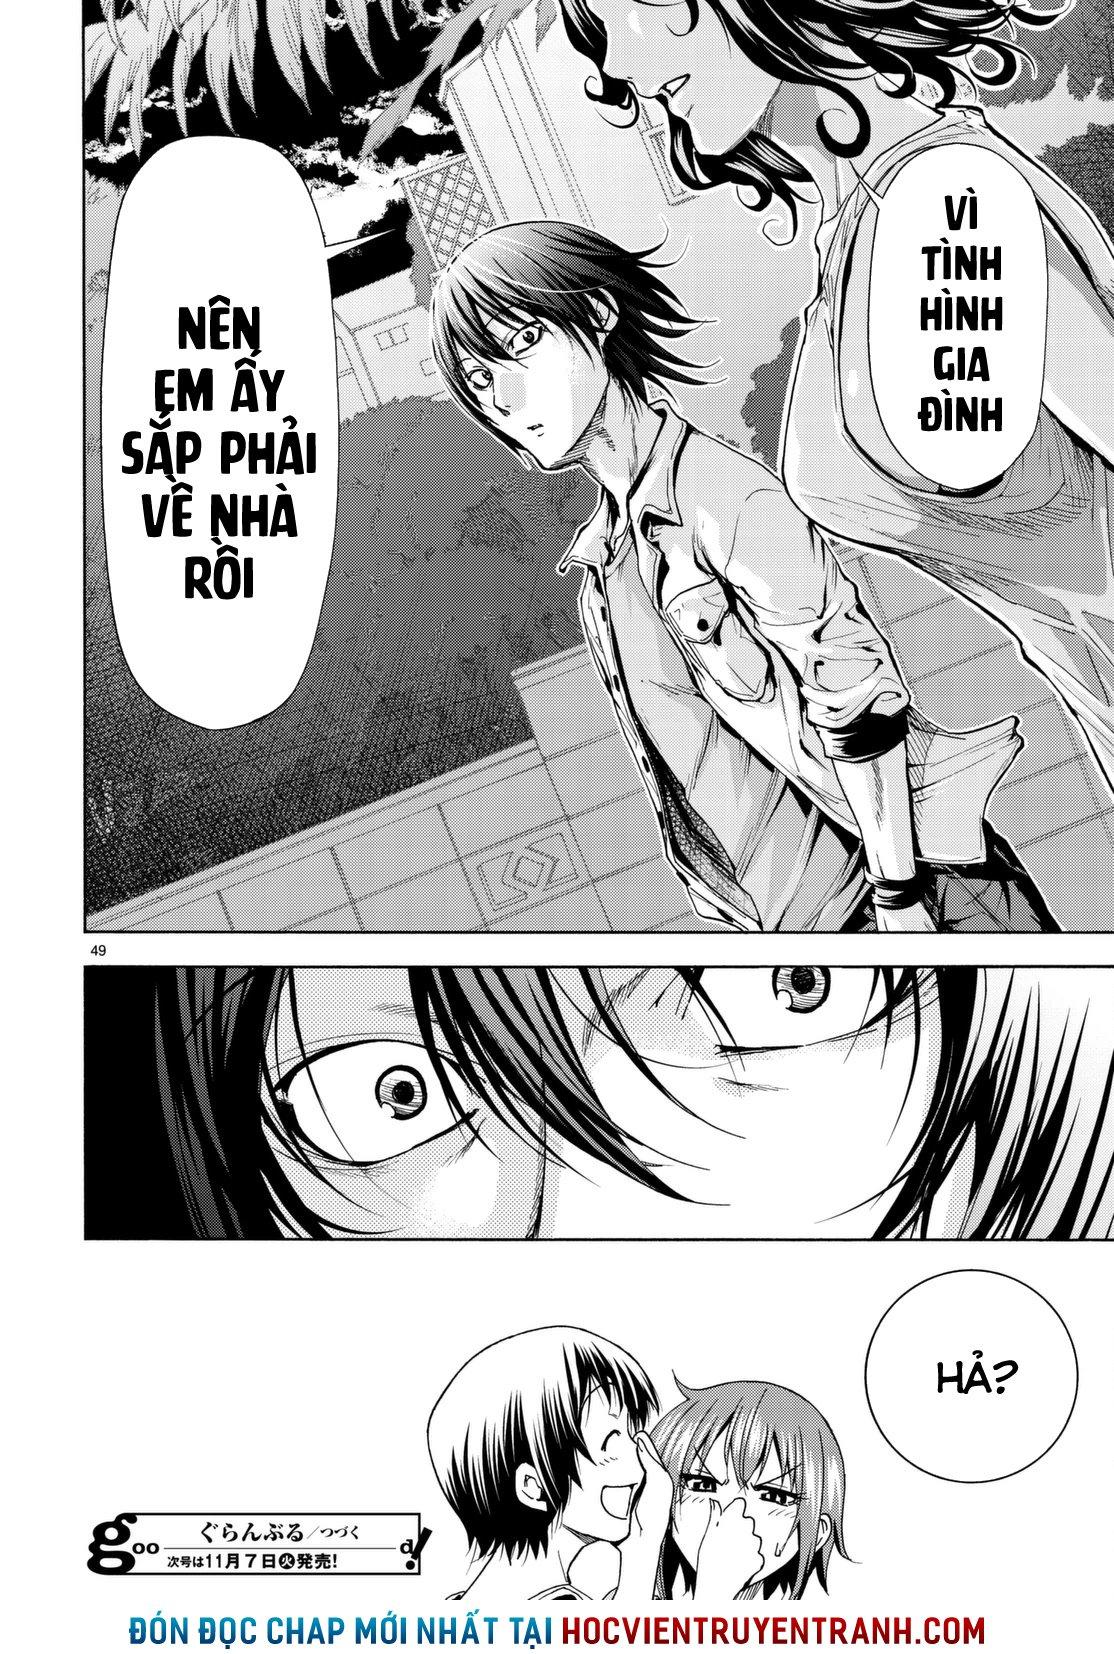 VÌ
TÌNH
HÌNH
GIA
ĐÌNH
NÊN
EM ẤY
SẮP PHẢI
VỀ NHÀ
RỒI
49
HẢ?
good!
ぐらんぶる/つづく
次号は11月7日火発売!
ĐÓN ĐỌC CHAP MỚI NHẤT TẠI HOCVIENTRUYENTRANH.COM